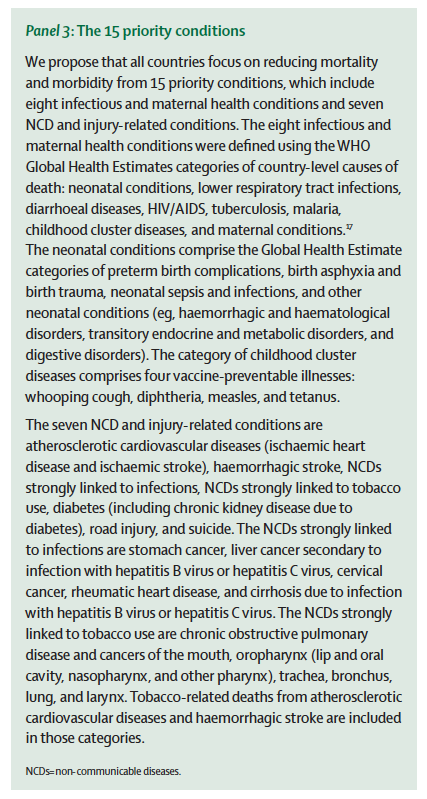 Panel 3: The 15 priority conditions
We propose that all countries focus on reducing mortality
and morbidity from 15 priority conditions, which include
eight infectious and maternal health conditions and seven
NCD and injury-related conditions. The eight infectious and
maternal health conditions were defined using the WHO
Global Health Estimates categories of country-level causes of
death: neonatal conditions, lower respiratory tract infections,
diarrhoeal diseases, HIV/AIDS, tuberculosis, malaria,
childhood cluster diseases, and maternal conditions.17
The neonatal conditions comprise the Global Health Estimate
categories of preterm birth complications, birth asphyxia and
birth trauma, neonatal sepsis and infections, and other
neonatal conditions (eg, haemorrhagic and haematological
disorders, transitory endocrine and metabolic disorders, and
digestive disorders). The category of childhood cluster
diseases comprises four vaccine-preventable illnesses:
whooping cough, diphtheria, measles, and tetanus.
The seven NCD and injury-related conditions are
atherosclerotic cardiovascular diseases (ischaemic heart
disease and ischaemic stroke), haemorrhagic stroke, NCDs
strongly linked to infections, NCDs strongly linked to tobacco
use, diabetes (including chronic kidney disease due to
diabetes), road injury, and suicide. The NCDs strongly linked
to infections are stomach cancer, liver cancer secondary to
infection with hepatitis B virus or hepatitis C virus, cervical
cancer, rheumatic heart disease, and cirrhosis due to infection
with hepatitis B virus or hepatitis C virus. The NCDs strongly
linked to tobacco use are chronic obstructive pulmonary
disease and cancers of the mouth, oropharynx (lip and oral
cavity, nasopharynx, and other pharynx), trachea, bronchus,
lung, and larynx. Tobacco-related deaths from atherosclerotic
cardiovascular diseases and haemorrhagic stroke are included
in those categories.
NCDs=non-communicable diseases.